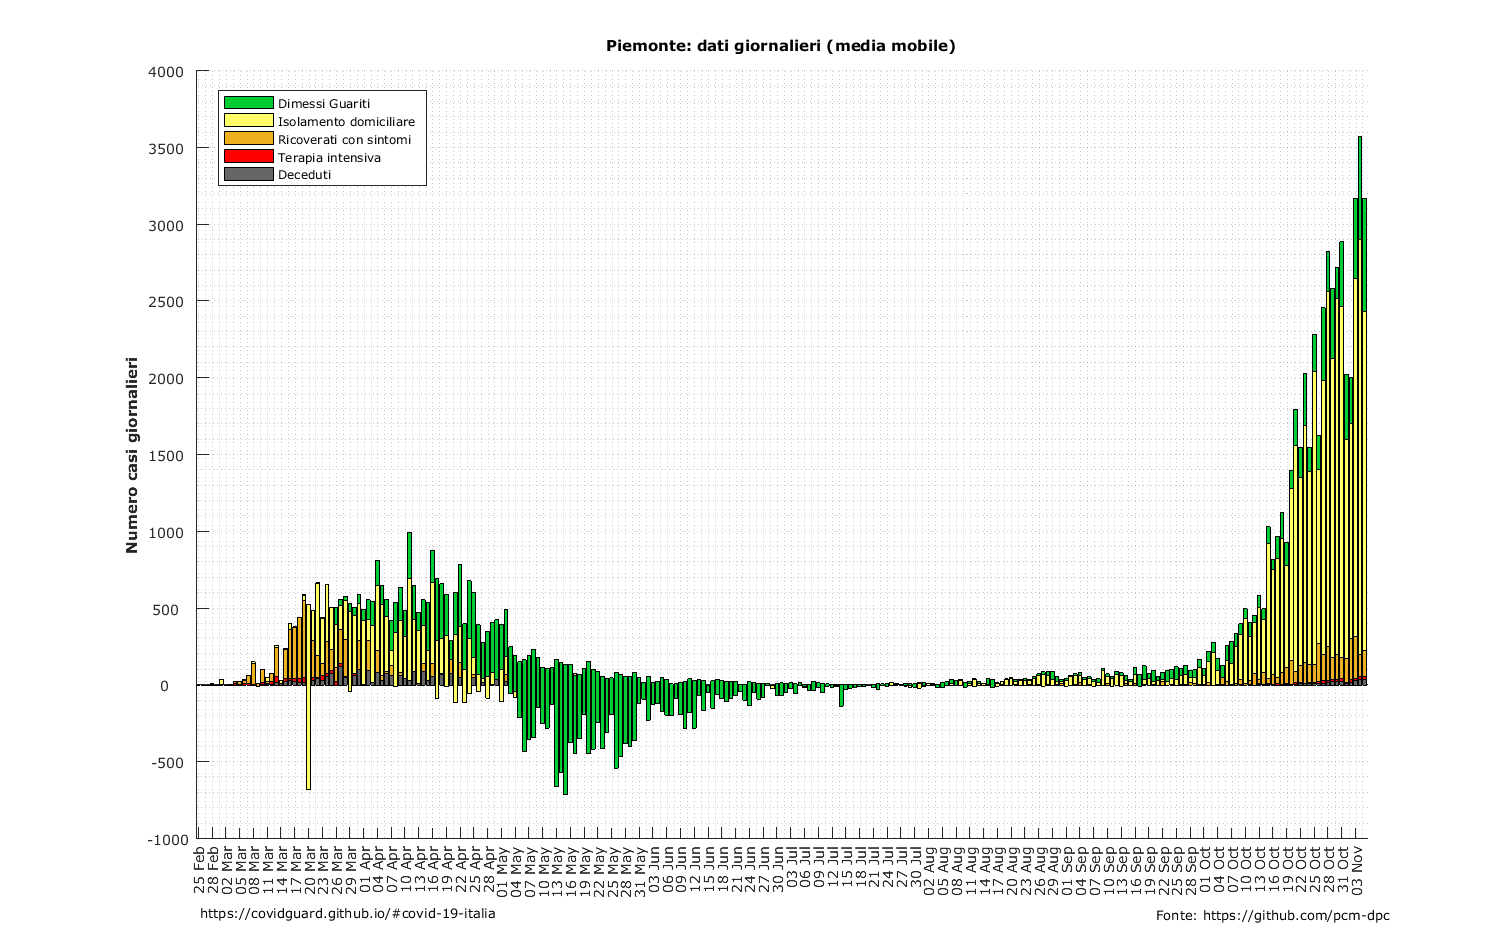 Piemonte: dati giornalieri (media mobile)
4000
3500
3000
2500
2000
1500
1000
500
0
-500
-1000
Numero casi giornalieri
Dimessi Guariti
Isolamento domiciliare
Ricoverati con sintomi
Terapia intensiva
Deceduti
25 Feb
28 Feb
02 Mar
05 Mar
08 Mar
11 Mar
14 Mar
17 Mar
20 Mar
23 Mar
26 Mar
29 Mar
01 Apr
04 Apr
07 Apr
10 Apr
13 Apr
16 Apr
19 Apr
22 Apr
25 Apr
28 Apr
01 May
04 May
07 May
10 May
13 May
16 May
19 May
22 May
25 May
28 May
31 May
03 Jun
06 Jun
09 Jun
12 Jun
15 Jun
18 Jun
21 Jun
24 Jun
27 Jun
30 Jun
03 Jul
06 Jul
09 Jul
12 Jul
15 Jul
18 Jul
21 Jul
24 Jul
27 Jul
30 Jul
02 Aug
05 Aug
08 Aug
11 Aug
14 Aug
17 Aug
20 Aug
23 Aug
26 Aug
29 Aug
01 Sep
04 Sep
07 Sep
10 Sep
13 Sep
16 Sep
19 Sep
22 Sep
25 Sep
28 Sep
01 Oct
04 Oct
07 Oct
10 Oct
13 Oct
16 Oct
19 Oct
22 Oct
25 Oct
28 Oct
31 Oct
03 Nov
https://covidguard.github.io/#covid-19-italia
Fonte: https://github.com/pcm-dpc